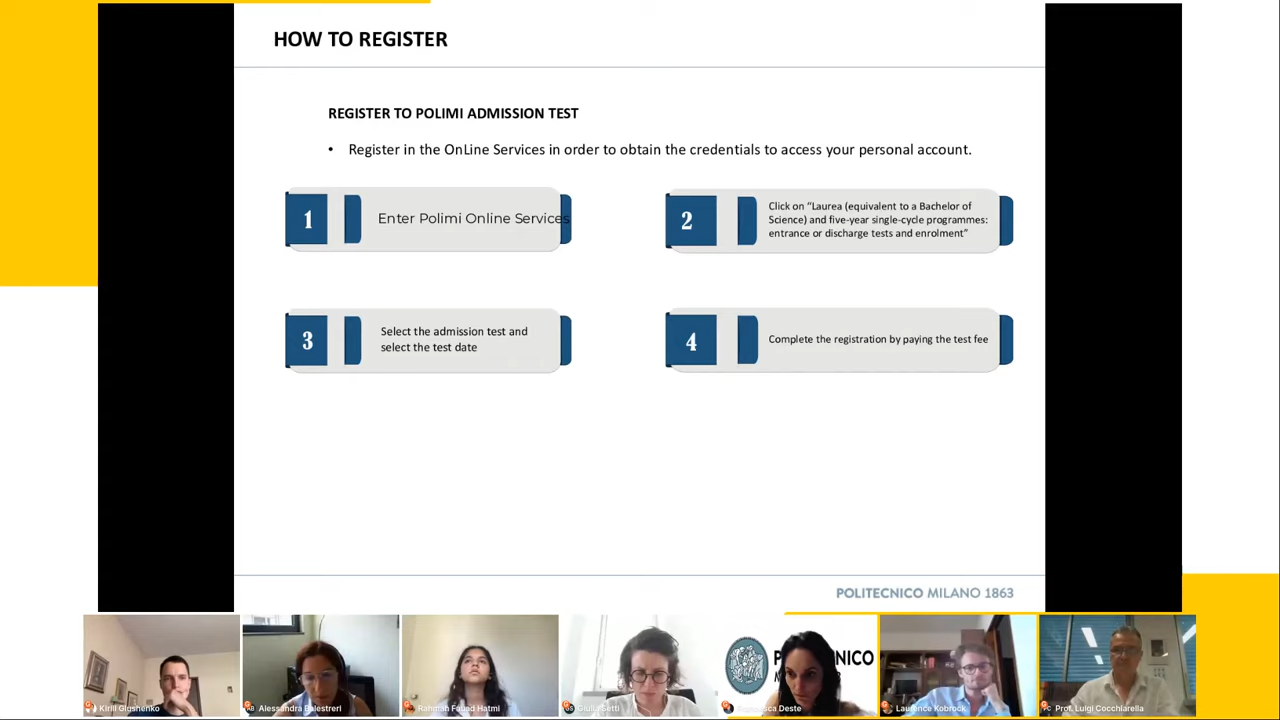 HOW TO REGISTER
REGISTER TO POLIMI ADMISSION TEST
• Register in the OnLine Services in order to obtain the credentials to access your personal account.
1
Enter Polimi Online Services
2
Click on “Laurea (equivalent to a Bachelor of
Science) and five-year single-cycle programmes:
entrance or discharge tests and enrolment”
3
Select the admission test and
select the test date
4
Complete the registration by paying the test fee
POLITECNICO MILANO 1863
Kirill Glushenko
Alessandra Balestreri
Rahmah Fouad Hatmi
Giulia Setti
Deste
Laurence Kobrock
Prof. Luigi Cocchiarella